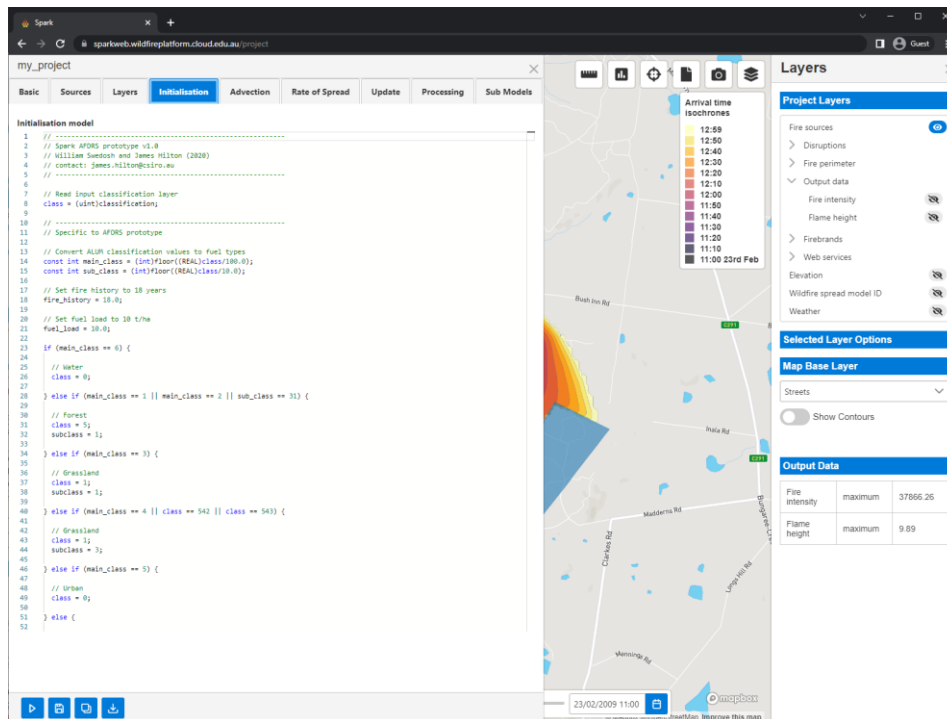 Spark
sparkweb.wildfireplatform.cloud.edu.au/project
Guest
my_project
Basic
Sources
Layers
Initialisation
Advection
Rate of Spread
Update
Processing
Sub Models
Initialisation model
1 // -------------------------------------------------------
2 // Spark AFDRS prototype v1.0
3 // William Swedosh and James Hilton (2020)
4 // contact: james.hilton@csiro.au
5 // -------------------------------------------------------
6
7 // Read input classification layer
8 class = (uint)classification;
9
10 // -------------------------------------------------------
11 // Specific to AFDRS prototype
12
13 // Convert ALUM classification values to fuel types
14 const int main_class = (int)floor((REAL)class/100.0);
15 const int sub_class = (int)floor((REAL)class/10.0);
16
17 // Set fire history to 18 years
18 fire_history = 18.0;
19
20 // Set fuel load to 10 t/ha
21 fuel_load = 10.0;
22
23 if (main_class == 6) {
24
25 // Water
26 class = 0;
27
28 } else if (main_class == 1 || main_class == 2 || sub_class == 31) {
29
30 // Forest
31 class = 5;
32 subclass = 1;
33
34 } else if (main_class == 3) {
35
36 // Grassland
37 class = 1;
38 subclass = 1;
39
40 } else if (main_class == 4 || class == 542 || class == 543) {
41
42 // Grassland
43 class = 1;
44 subclass = 3;
45
46 } else if (main_class == 5) {
47
48 // Urban
49 class = 0;
50
51 } else {
52
Arrival time
isochrones
12:59
12:50
12:40
12:30
12:20
12:10
12:00
11:50
11:40
11:30
11:20
11:10
11:00 23rd Feb
Bush Inn Rd
C291
Inala Rd
C291
Madderns Rd
Clarkes Rd
Longs Hill Rd
23/02/2009 11:00
mapbox
Improve this map
Layers
Project Layers
Fire sources
Disruptions
Fire perimeter
Output data
Fire intensity
Flame height
Firebrands
Web services
Elevation
Wildfire spread model ID
Weather
Selected Layer Options
Map Base Layer
Streets
Show Contours
Output Data
Fire intensity maximum 37866.26
Flame height maximum 9.89